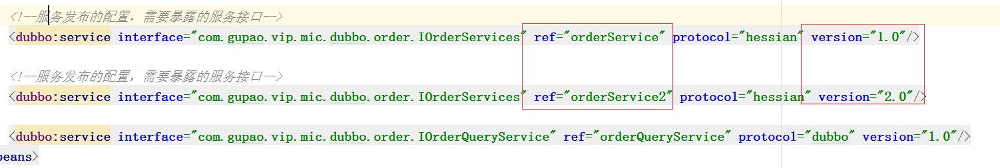 <!--服务发布的配置，需要暴露的服务接口-->
<dubbo:service interface="com.gupao.vip.mic.dubbo.order.IOrderServices" ref="orderService" protocol="hessian" version="1.0"/>
<!--服务发布的配置，需要暴露的服务接口-->
<dubbo:service interface="com.gupao.vip.mic.dubbo.order.IOrderServices" ref="orderService2" protocol="hessian" version="2.0"/>
<dubbo:service interface="com.gupao.vip.mic.dubbo.order.IOrderQueryService" ref="orderQueryService" protocol="dubbo" version="1.0"/>
beans>